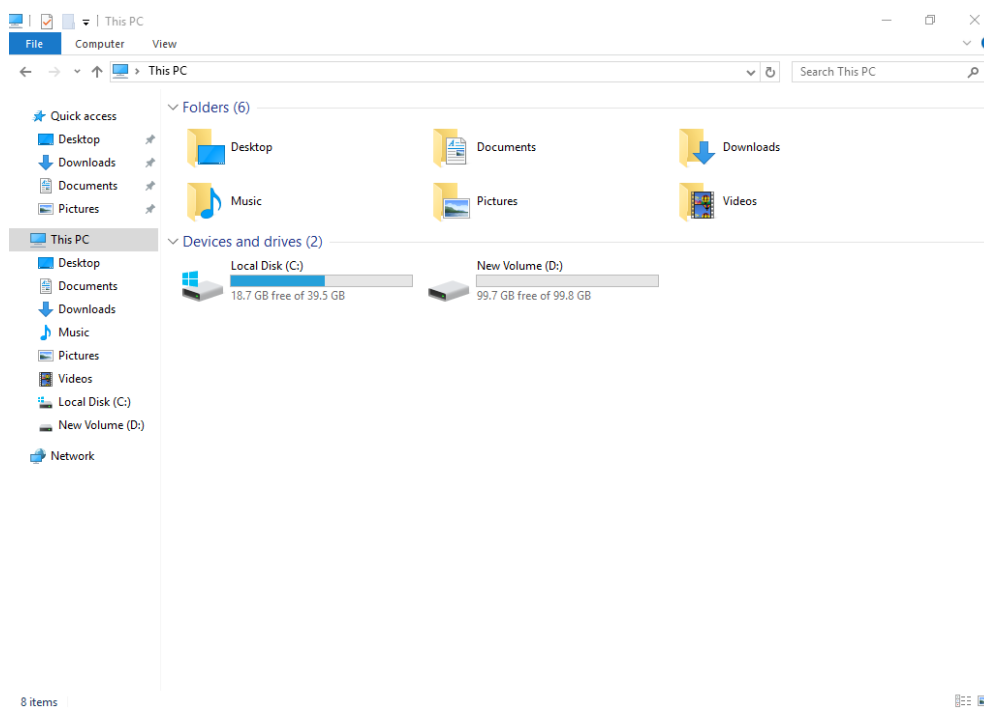 This PC
File Computer View
This PC
Search This PC
Quick access
Desktop
Downloads
Documents
Pictures
This PC
Desktop
Documents
Downloads
Music
Pictures
Videos
Local Disk (C:)
New Volume (D:)
Network
Folders (6)
Desktop Documents Downloads
Music Pictures Videos
Devices and drives (2)
Local Disk (C:)
18.7 GB free of 39.5 GB
New Volume (D:)
99.7 GB free of 99.8 GB
8 items